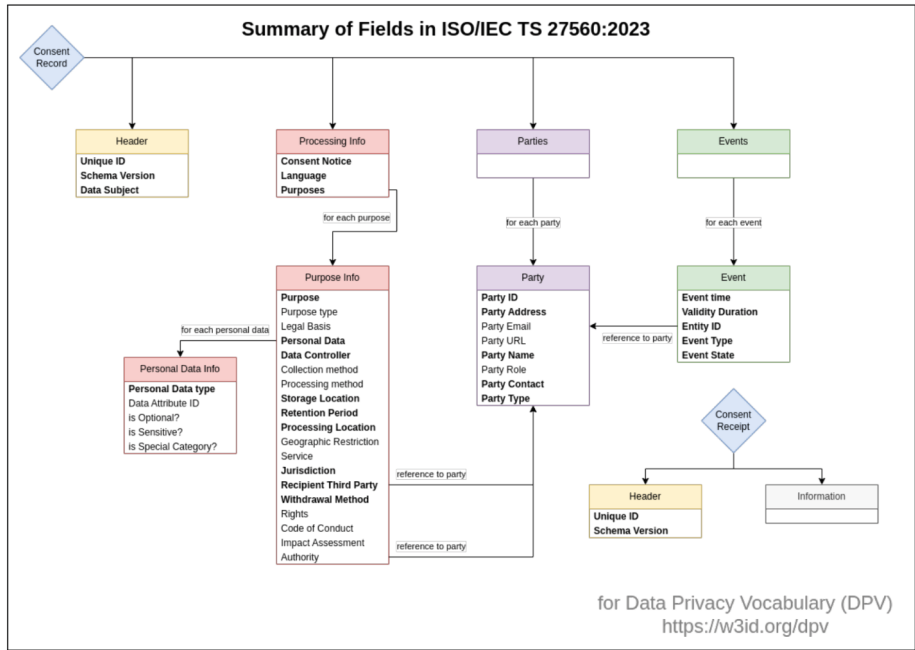 Summary of Fields in ISO/IEC TS 27560:2023
Consent
Record
Header
Unique ID
Schema Version
Data Subject
Processing Info
Consent Notice
Language
Purposes
Parties
Events
for each purpose
for each party
for each event
Purpose Info
Purpose
Purpose type
Legal Basis
Personal Data
Data Controller
Collection method
Processing method
Storage Location
Retention Period
Processing Location
Geographic Restriction
Service
Jurisdiction
Recipient Third Party
Withdrawal Method
Rights
Code of Conduct
Impact Assessment
Authority
for each personal data
Personal Data Info
Personal Data type
Data Attribute ID
is Optional?
is Sensitive?
is Special Category?
Party
Party ID
Party Address
Party Email
Party URL
Party Name
Party Role
Party Contact
Party Type
Event
Event time
Validity Duration
Entity ID
Event Type
Event State
reference to party
reference to party
reference to party
Consent
Receipt
Header
Unique ID
Schema Version
Information
for Data Privacy Vocabulary (DPV)
https://w3id.org/dpv